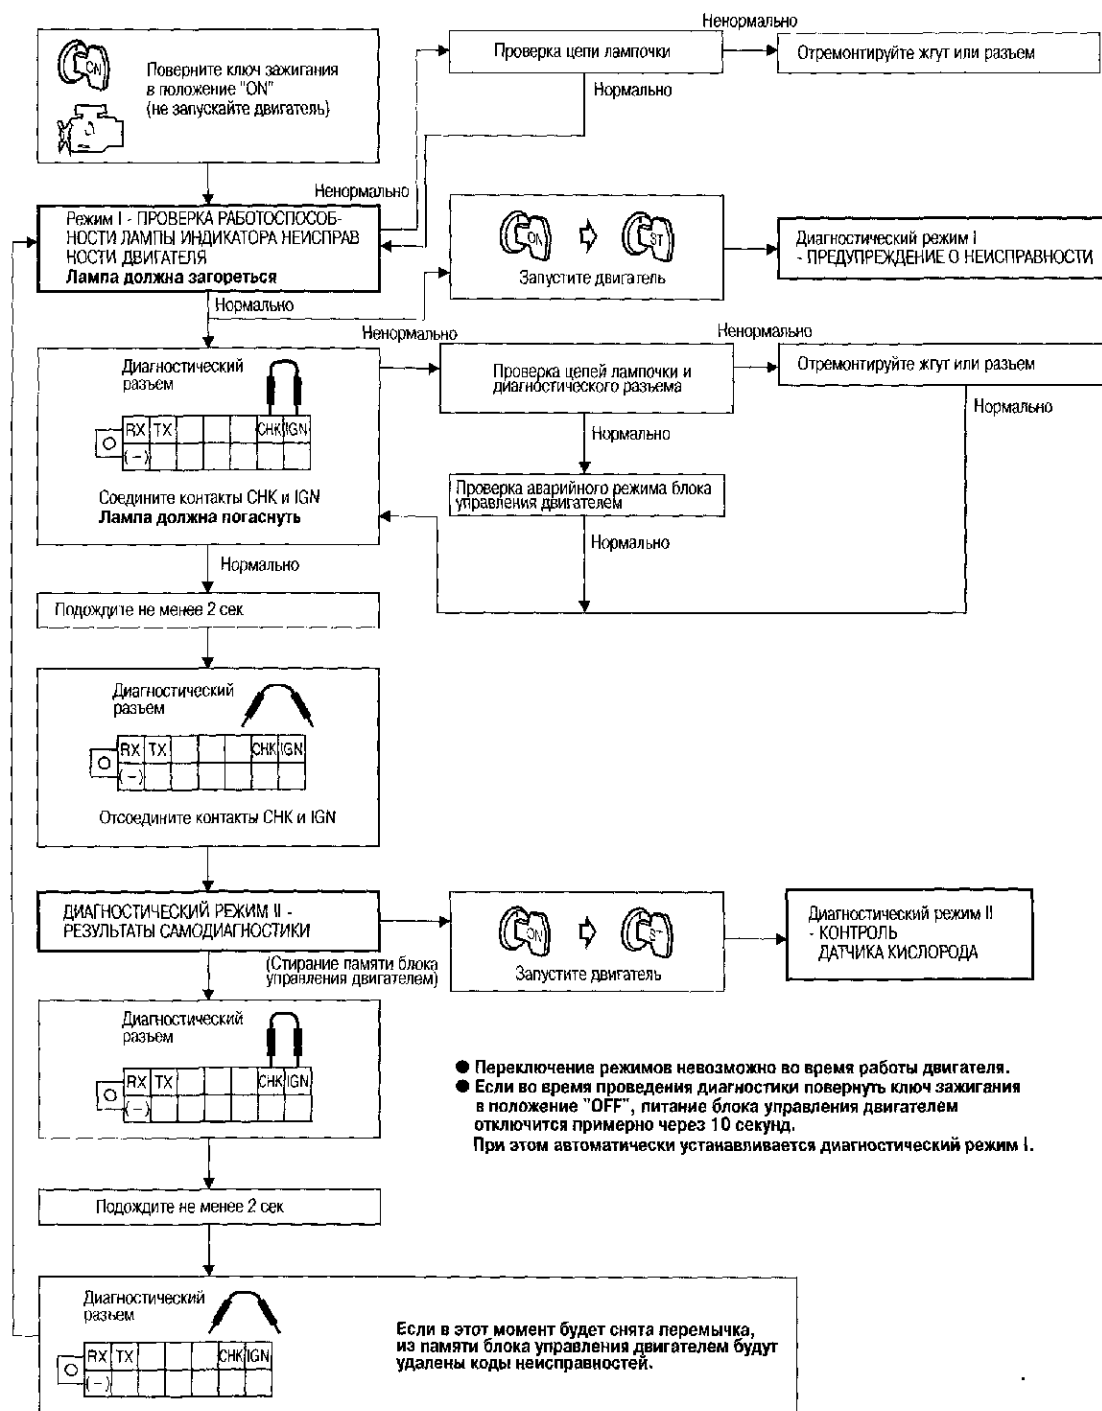 ON
Поверните ключ зажигания
в положение "ON"
(не запускайте двигатель)
Ненормально
Проверка цепи лампочки
Отремонтируйте жгут или разъем
Нормально
Ненормально
Режим I - ПРОВЕРКА РАБОТОСПОСОБ-
НОСТИ ЛАМПЫ ИНДИКАТОРА НЕИСПРАВ
НОСТИ ДВИГАТЕЛЯ
Лампа должна загореться
ON
ST
Запустите двигатель
Диагностический режим I
- ПРЕДУПРЕЖДЕНИЕ О НЕИСПРАВНОСТИ
Нормально
Ненормально
Ненормально
Диагностический
разъем
RX TX CHK IGN
(-)
Соедините контакты CHK и IGN
Лампа должна погаснуть
Проверка цепей лампочки и
диагностического разъема
Отремонтируйте жгут или разъем
Нормально
Нормально
Проверка аварийного режима блока
управления двигателем
Нормально
Нормально
Подождите не менее 2 сек
Диагностический
разъем
RX TX CHK IGN
(-)
Отсоедините контакты CHK и IGN
ДИАГНОСТИЧЕСКИЙ РЕЖИМ II -
РЕЗУЛЬТАТЫ САМОДИАГНОСТИКИ
ON
ST
Запустите двигатель
Диагностический режим II
- КОНТРОЛЬ
ДАТЧИКА КИСЛОРОДА
(Стирание памяти блока
управления двигателем)
Диагностический
разъем
RX TX CHK IGN
(-)
● Переключение режимов невозможно во время работы двигателя.
● Если во время проведения диагностики повернуть ключ зажигания
в положение "OFF", питание блока управления двигателем
отключится примерно через 10 секунд.
При этом автоматически устанавливается диагностический режим I.
Подождите не менее 2 сек
Диагностический
разъем
RX TX CHK IGN
(-)
Если в этот момент будет снята перемычка,
из памяти блока управления двигателем будут
удалены коды неисправностей.